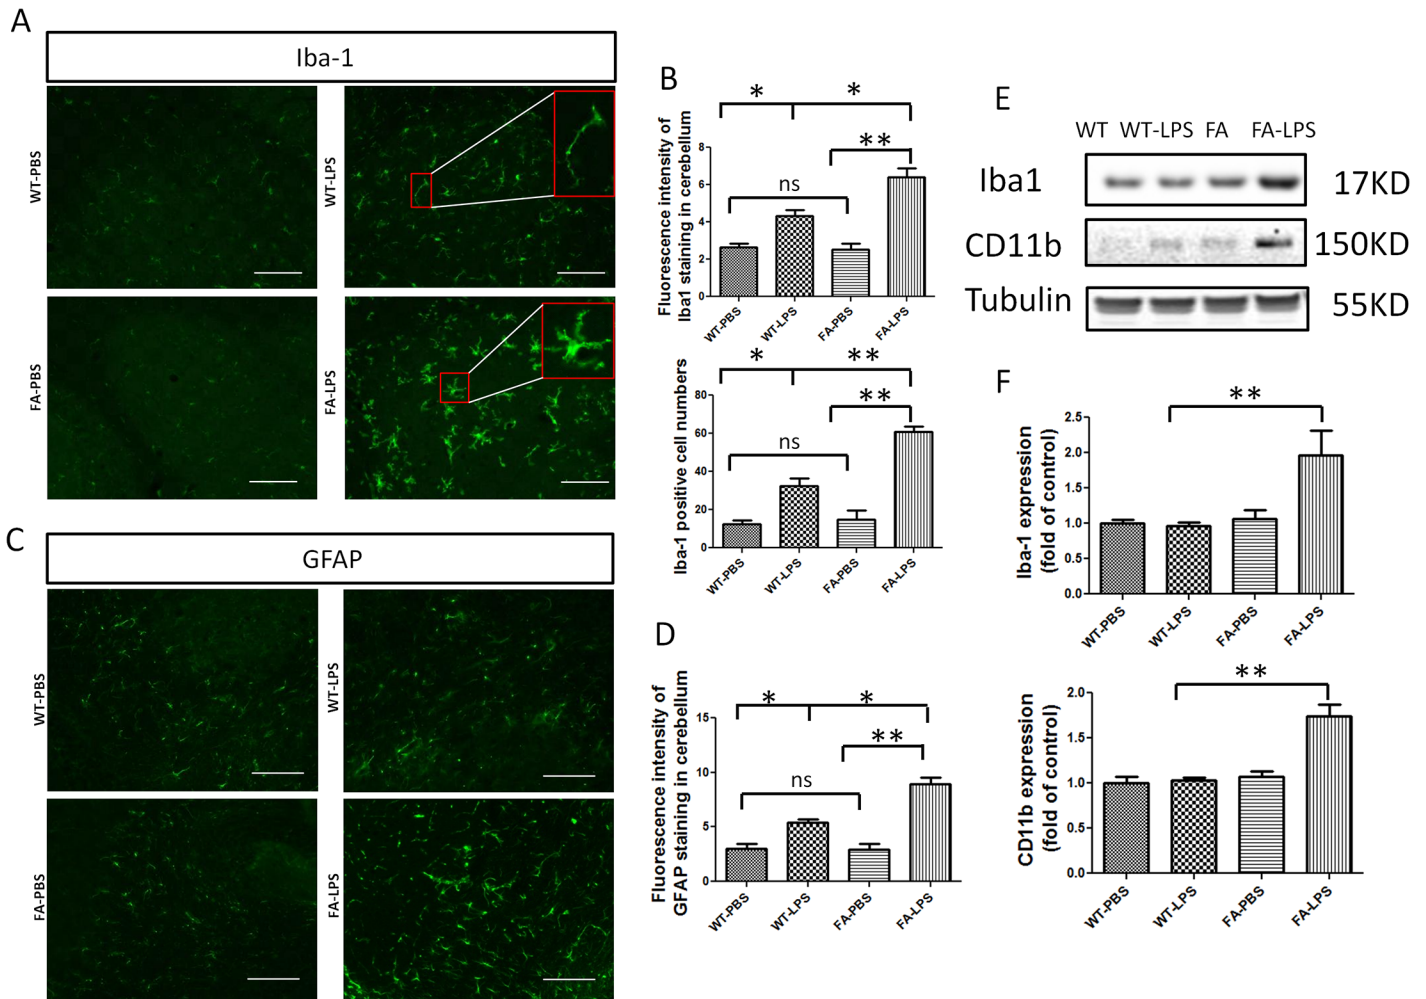 A
Iba-1
WT-PBS
WT-LPS
FA-PBS
FA-LPS
B
Fluorescence intensity of
Iba1 staining in cerebellum
8
6
4
2
0
* *
**
ns
WT-PBS
WT-LPS
FA-PBS
FA-LPS
Iba-1 positive cell numbers
80
60
40
20
0
* **
**
ns
WT-PBS
WT-LPS
FA-PBS
FA-LPS
C
GFAP
WT-PBS
WT-LPS
FA-PBS
FA-LPS
D
Fluorescence intensity of
GFAP staining in cerebellum
15
10
5
0
* *
**
ns
WT-PBS
WT-LPS
FA-PBS
FA-LPS
E
WT WT-LPS FA FA-LPS
Iba1 17KD
CD11b 150KD
Tubulin 55KD
F
Iba-1 expression
(fold of control)
2.5
2.0
1.5
1.0
0.5
0.0
**
WT-PBS
WT-LPS
FA-PBS
FA-LPS
CD11b expression
(fold of control)
2.0
1.5
1.0
0.5
0.0
**
WT-PBS
WT-LPS
FA-PBS
FA-LPS